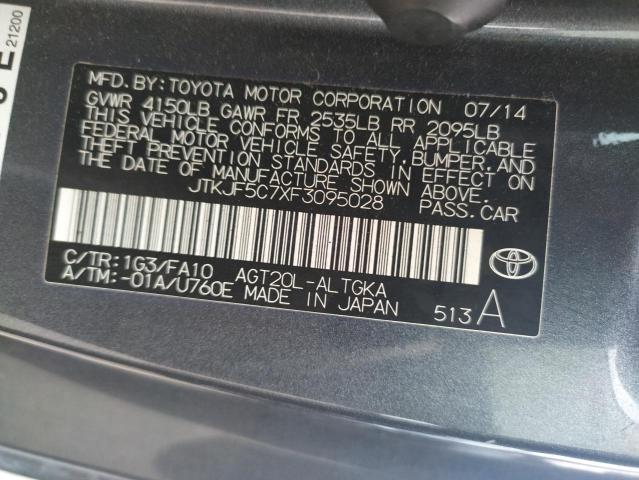 21200
MFD. BY: TOYOTA MOTOR CORPORATION 07/14
GVWR 4150LB GAWR FR 2535LB RR 2095LB
THIS VEHICLE CONFORMS TO ALL APPLICABLE
FEDERAL MOTOR VEHICLE SAFETY, BUMPER, AND
THEFT PREVENTION STANDARDS IN EFFECT ON
THE DATE OF MANUFACTURE SHOWN ABOVE.
JTKJF5C7XF3095028 PASS. CAR
C/TR: 1G3/FA10 AGT20L-ALTGKA
A/TM: -01A/U760E MADE IN JAPAN 513 A